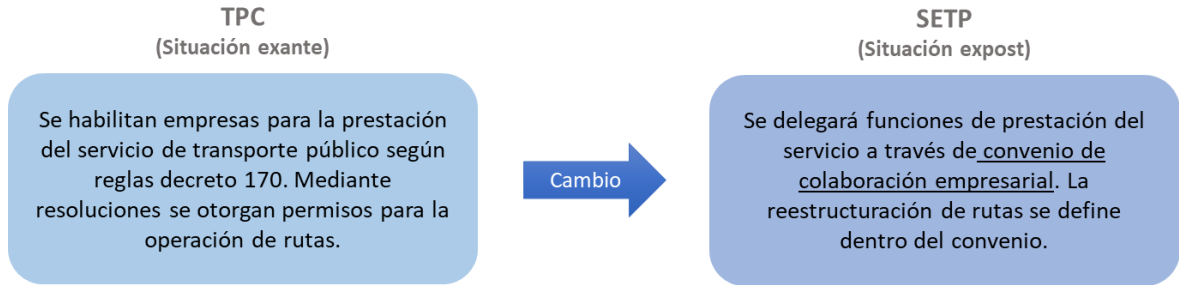 TPC
(Situación exante)
Se habilitan empresas para la prestación
del servicio de transporte público según
reglas decreto 170. Mediante
resoluciones se otorgan permisos para la
operación de rutas.
Cambio
SETP
(Situación expost)
Se delegará funciones de prestación del
servicio a través de convenio de
colaboración empresarial. La
reestructuración de rutas se define
dentro del convenio.